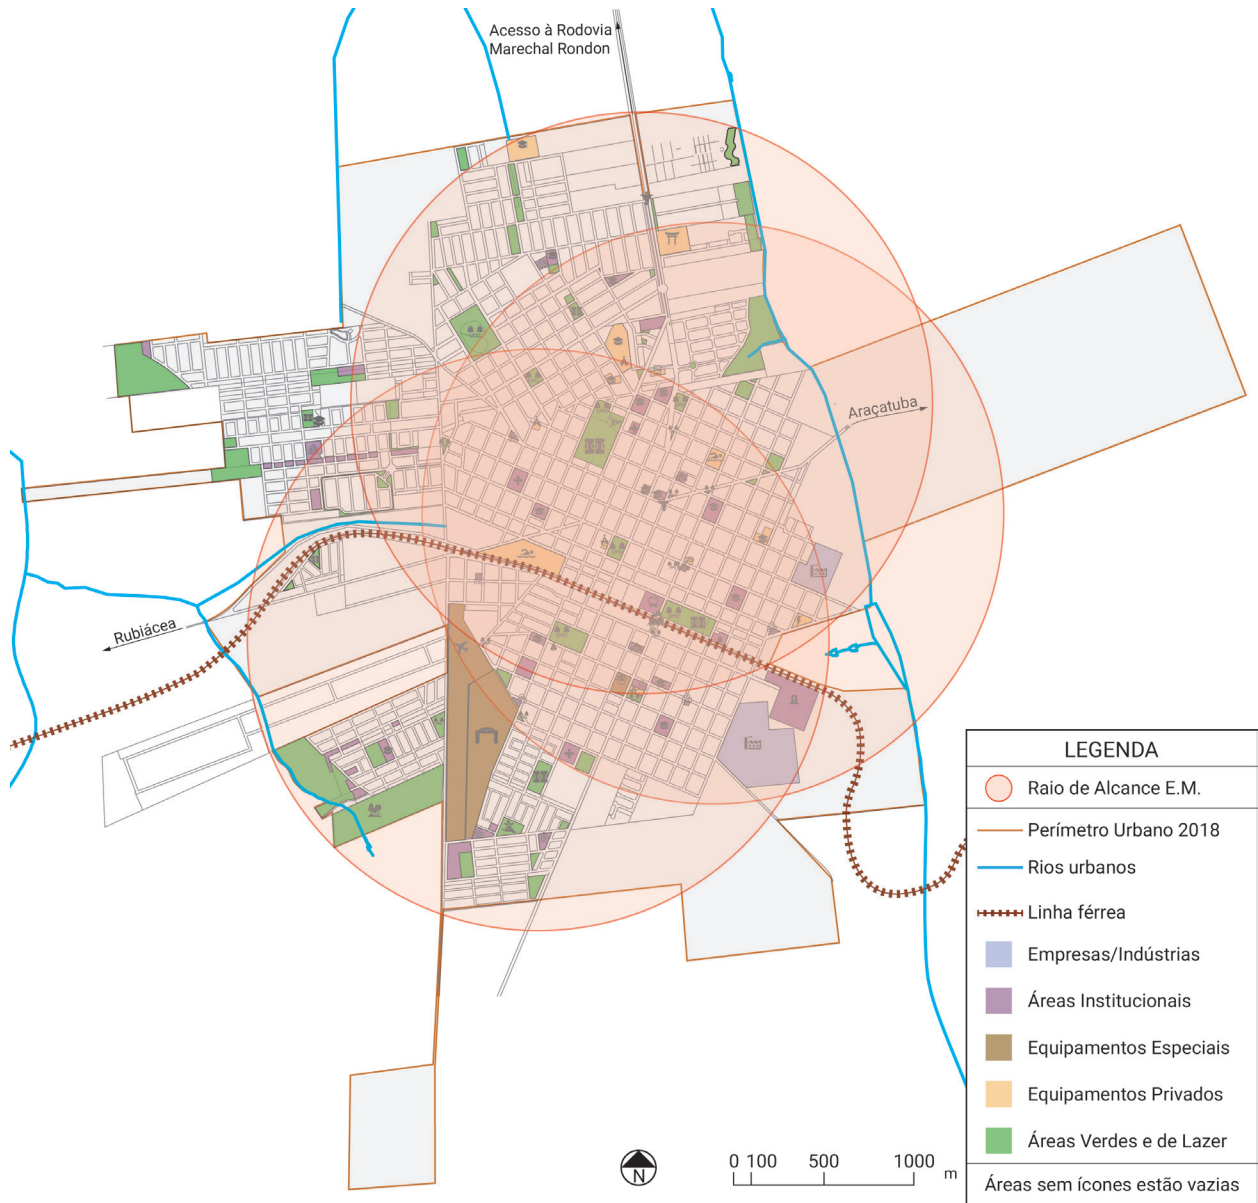 Acesso à Rodovia
Marechal Rondon
Araçatuba
Rubiácea
LEGENDA
Raio de Alcance E.M.
Perímetro Urbano 2018
Rios urbanos
Linha férrea
Empresas/Indústrias
Áreas Institucionais
Equipamentos Especiais
Equipamentos Privados
Áreas Verdes e de Lazer
Áreas sem ícones estão vazias
N
0 100 500 1000 m